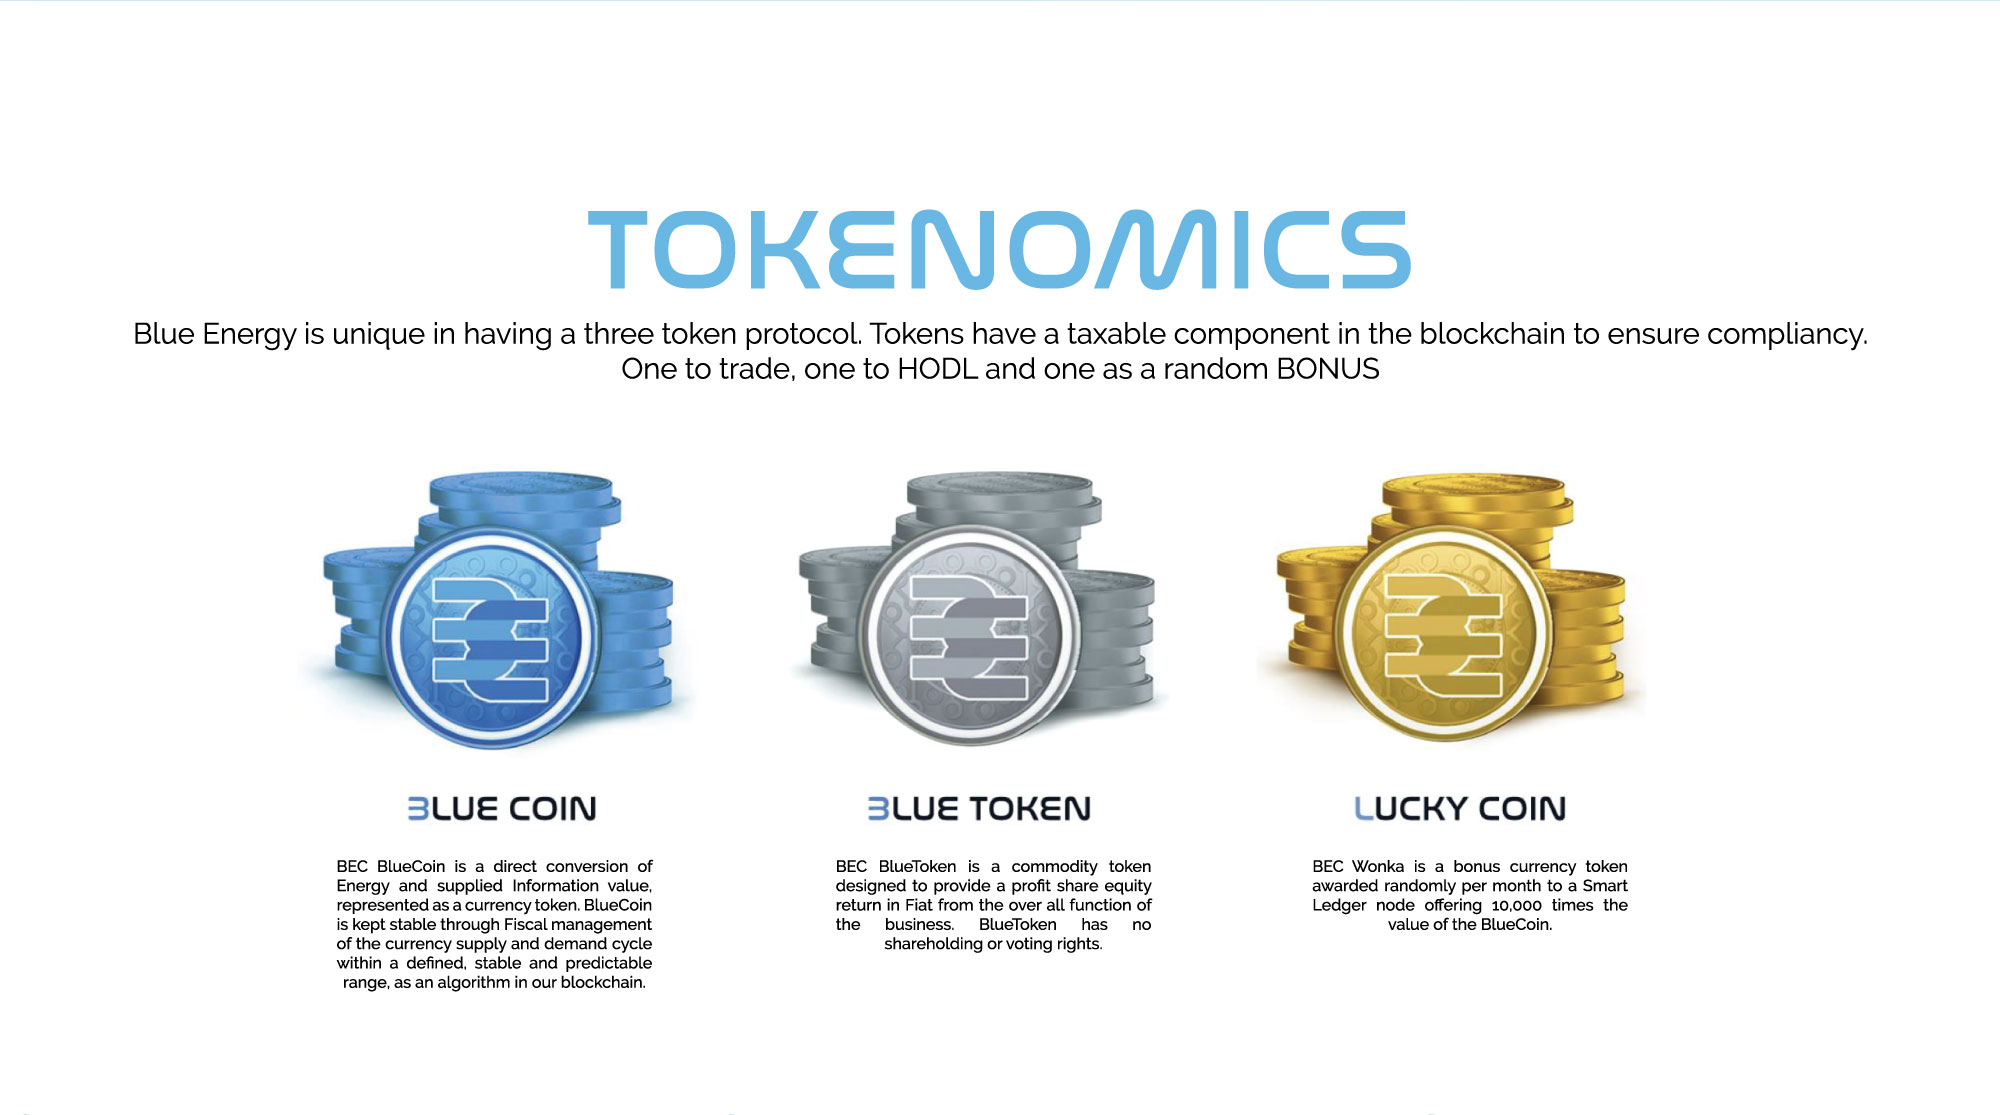 TOKENOMICS
Blue Energy is unique in having a three token protocol. Tokens have a taxable component in the blockchain to ensure compliancy.
One to trade, one to HODL and one as a random BONUS
BLUE COIN
BEC BlueCoin is a direct conversion of
Energy and supplied Information value,
represented as a currency token. BlueCoin
is kept stable through Fiscal management
of the currency supply and demand cycle
within a defined, stable and predictable
range, as an algorithm in our blockchain.
BLUE TOKEN
BEC BlueToken is a commodity token
designed to provide a profit share equity
return in Fiat from the over all function of
the business. BlueToken has no
shareholding or voting rights.
LUCKY COIN
BEC Wonka is a bonus currency token
awarded randomly per month to a Smart
Ledger node offering 10,000 times the
value of the BlueCoin.